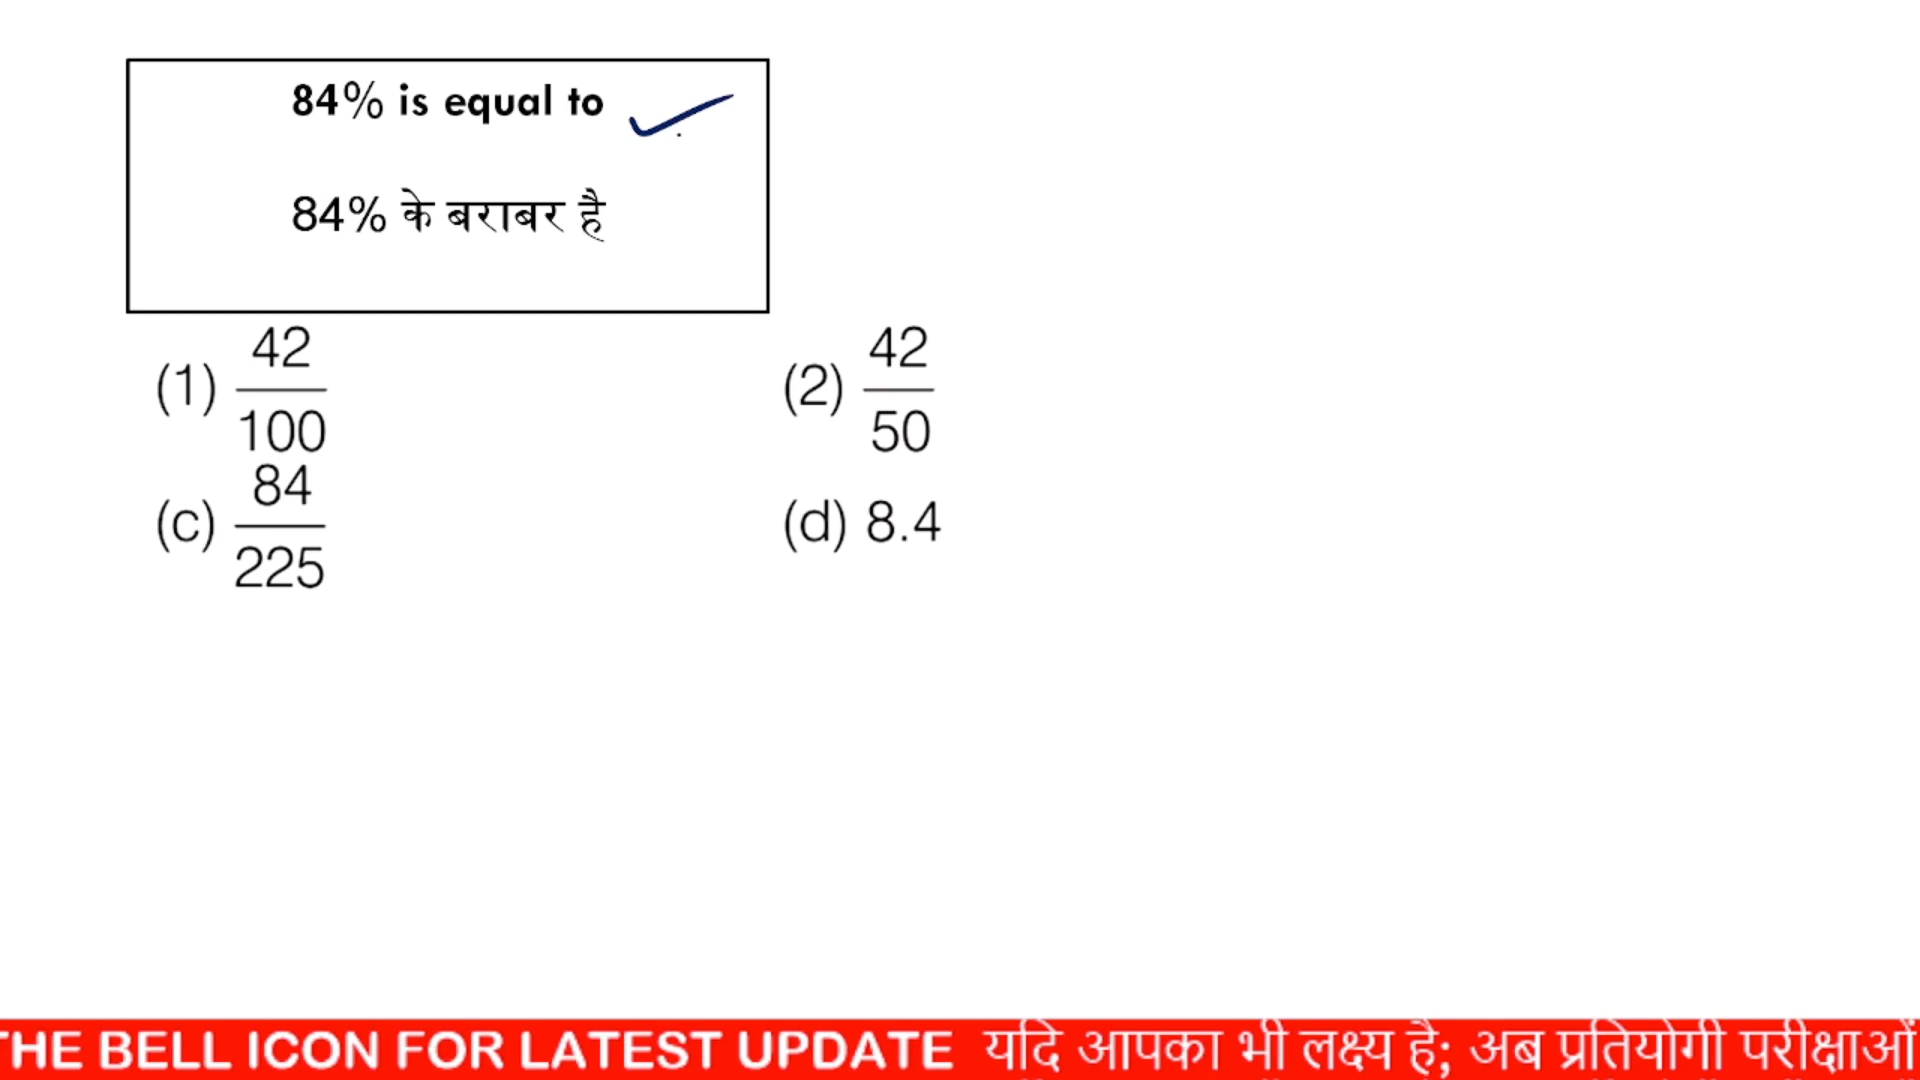 84% is equal to
84% के बराबर है
(1) 42/100
(2) 42/50
(c) 84/225
(d) 8.4
THE BELL ICON FOR LATEST UPDATE यदि आपका भी लक्ष्य है; अब प्रतियोगी परीक्षाओं